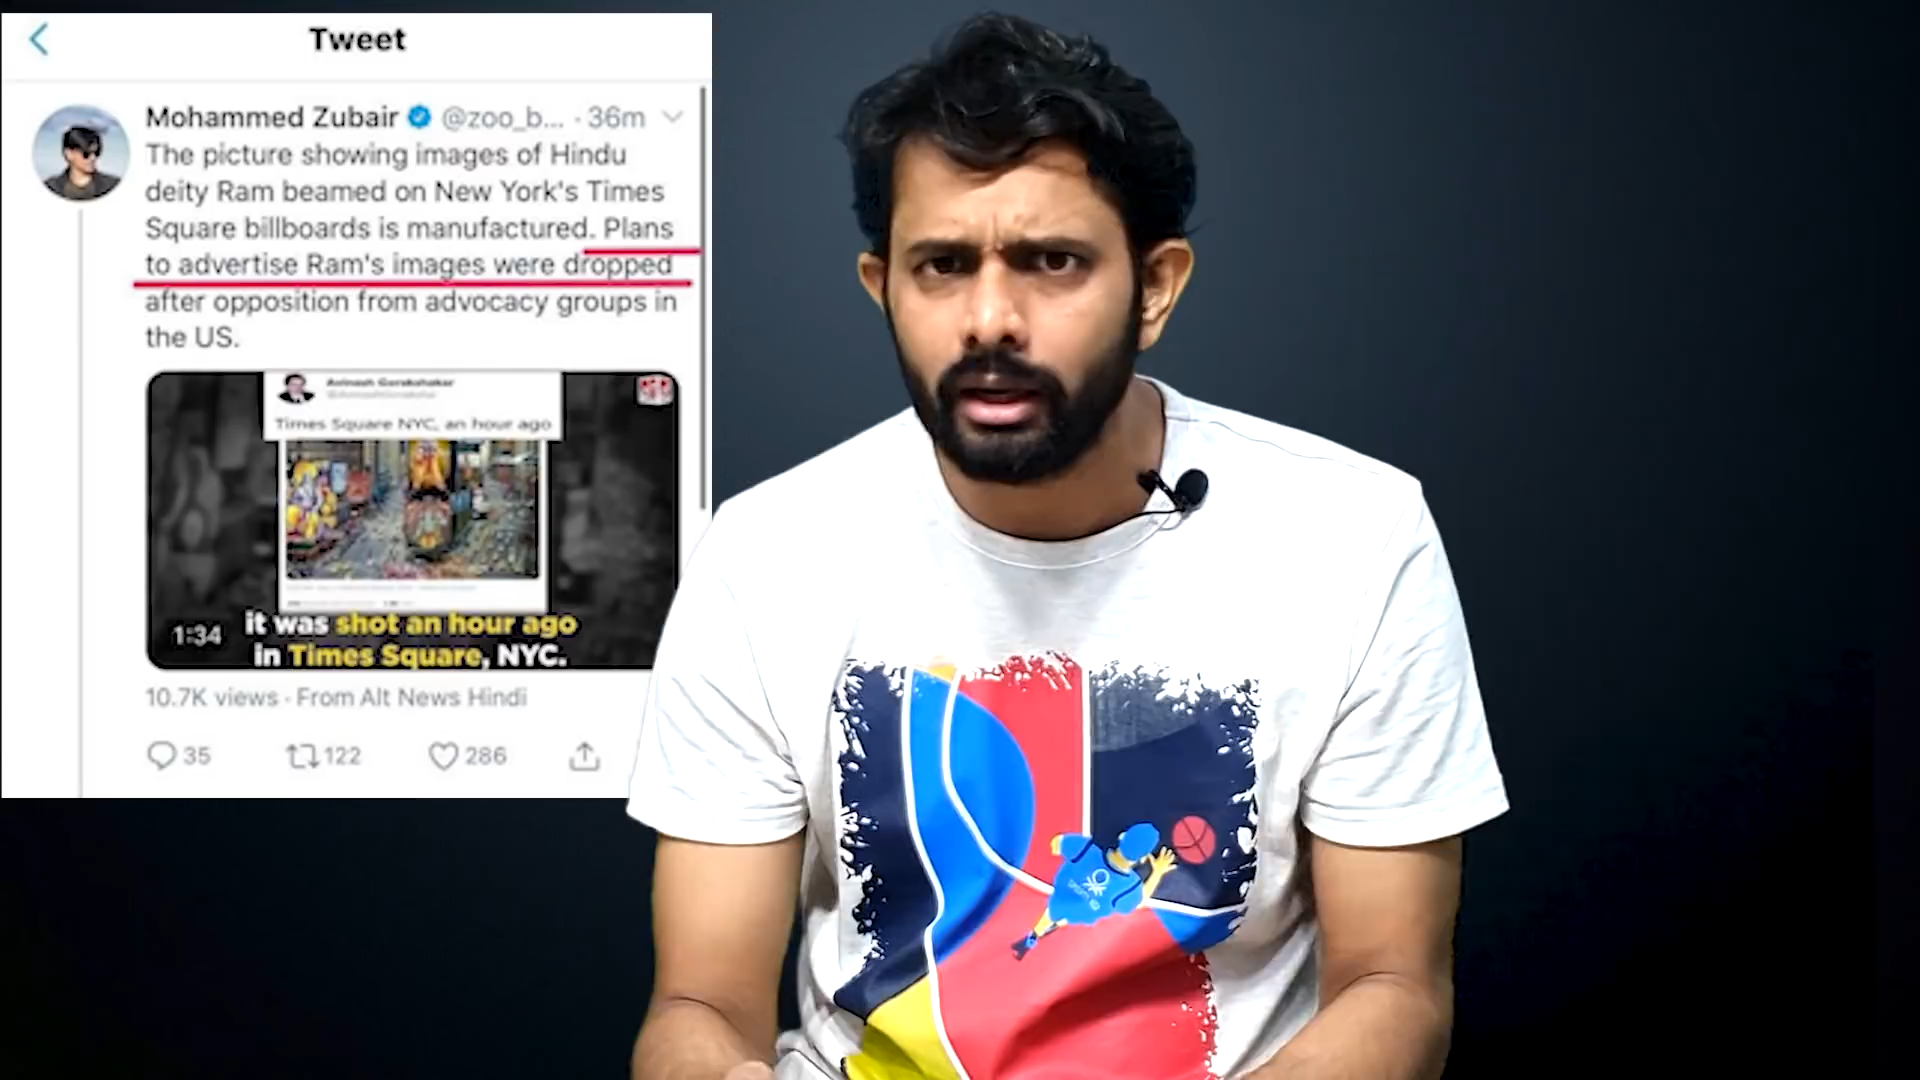 Tweet
Mohammed Zubair @zoo_b... · 36m
The picture showing images of Hindu
deity Ram beamed on New York's Times
Square billboards is manufactured. Plans
to advertise Ram's images were dropped
after opposition from advocacy groups in
the US.
Avinash Gorakshakar
Times Square NYC, an hour ago
1:34
it was shot an hour ago
in Times Square, NYC.
10.7K views · From Alt News Hindi
35 122 286